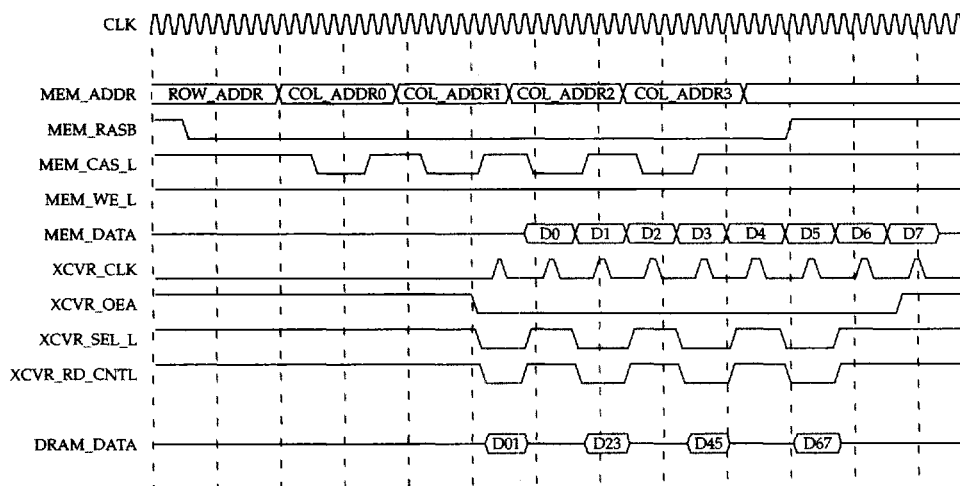 CLK
MEM_ADDR ROW_ADDR COL_ADDR0 COL_ADDR1 COL_ADDR2 COL_ADDR3
MEM_RASB
MEM_CAS_L
MEM_WE_L
MEM_DATA D0 D1 D2 D3 D4 D5 D6 D7
XCVR_CLK
XCVR_OEA
XCVR_SEL_L
XCVR_RD_CNTL
DRAM_DATA D01 D23 D45 D67